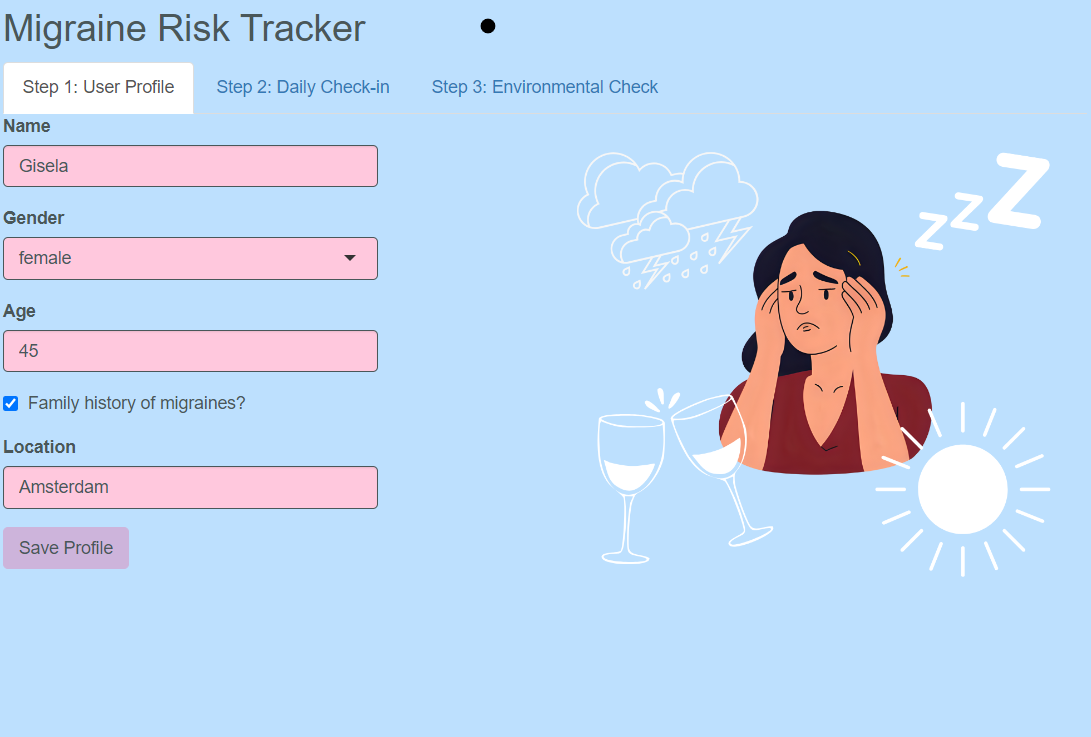 Migraine Risk Tracker
Step 1: User Profile
Step 2: Daily Check-in
Step 3: Environmental Check
Name
Gisela
Gender
female
Age
45
Family history of migraines?
Location
Amsterdam
Save Profile
z z Z